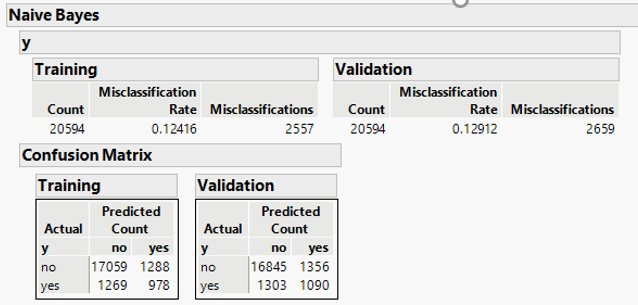 Naive Bayes
y
Training
Misclassification
Count Rate Misclassifications
20594 0.12416 2557
Validation
Misclassification
Count Rate Misclassifications
20594 0.12912 2659
Confusion Matrix
Training
Predicted
Actual Count
y no yes
no 17059 1288
yes 1269 978
Validation
Predicted
Actual Count
y no yes
no 16845 1356
yes 1303 1090